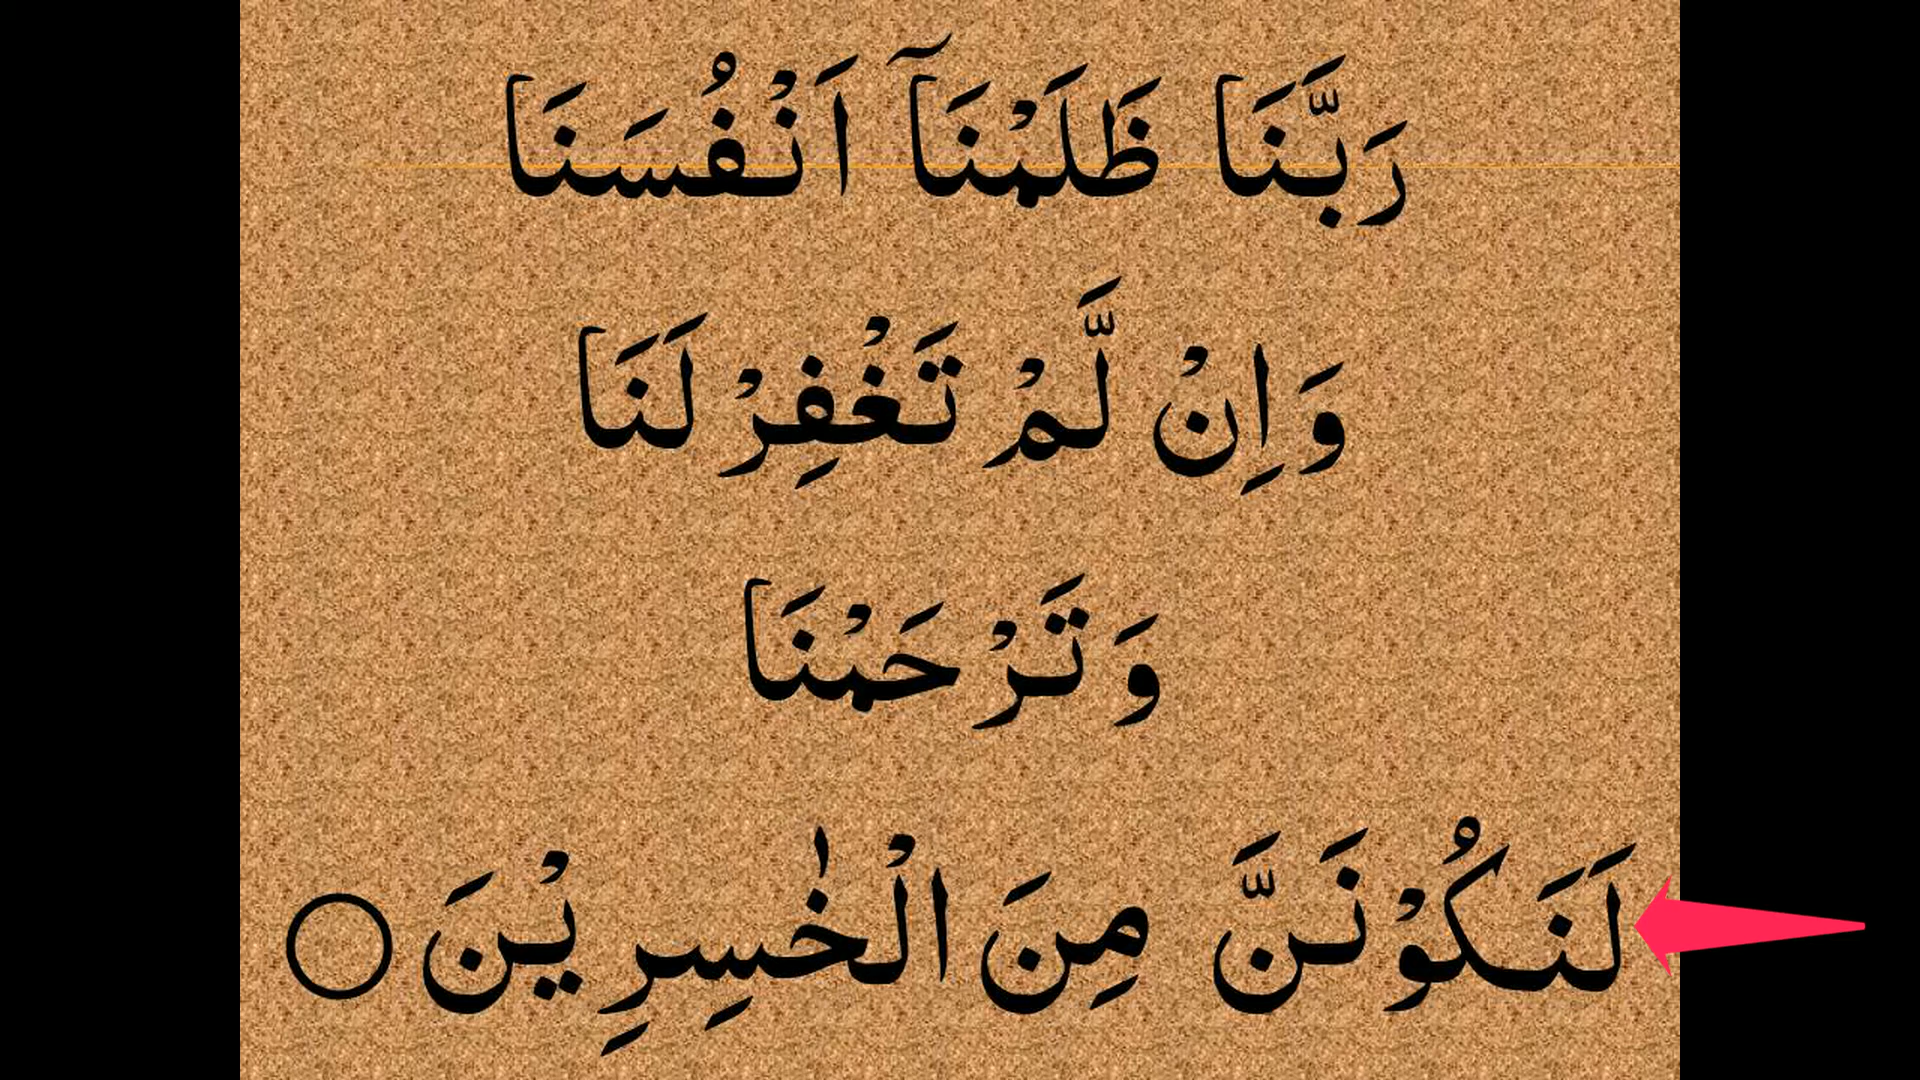 رَبَّنَا ظَلَمْنَآ اَنْفُسَنَا
وَاِنْ لَّمْ تَغْفِرْ لَنَا
وَتَرْحَمْنَا
لَنَكُوْنَنَّ مِنَ الْخٰسِرِيْنَ ○